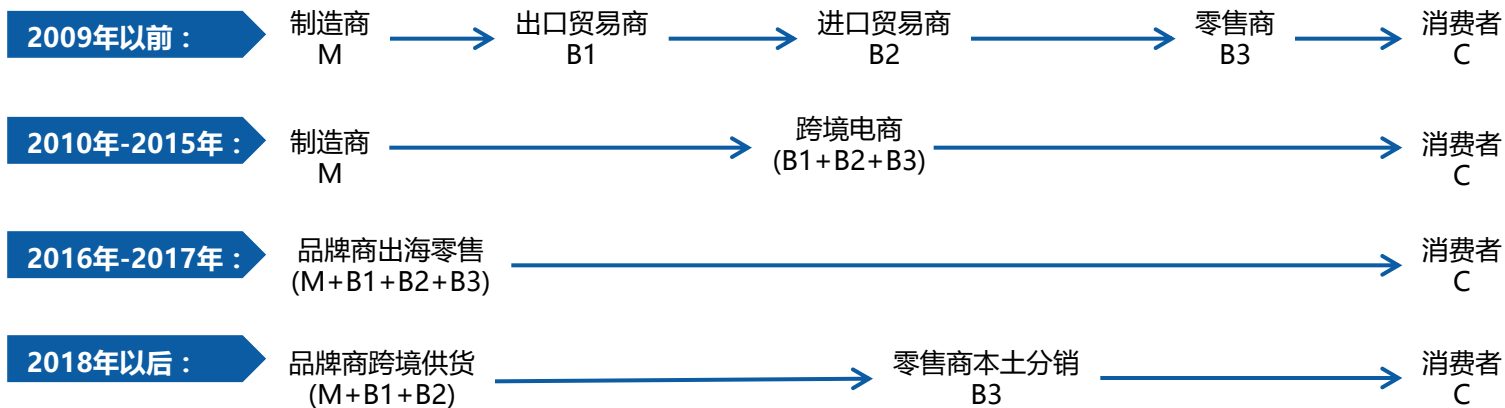 2009年以前：
制造商
M
出口贸易商
B1
进口贸易商
B2
零售商
B3
消费者
C
2010年-2015年：
制造商
M
跨境电商
(B1+B2+B3)
消费者
C
2016年-2017年：
品牌商出海零售
(M+B1+B2+B3)
消费者
C
2018年以后：
品牌商跨境供货
(M+B1+B2)
零售商本土分销
B3
消费者
C